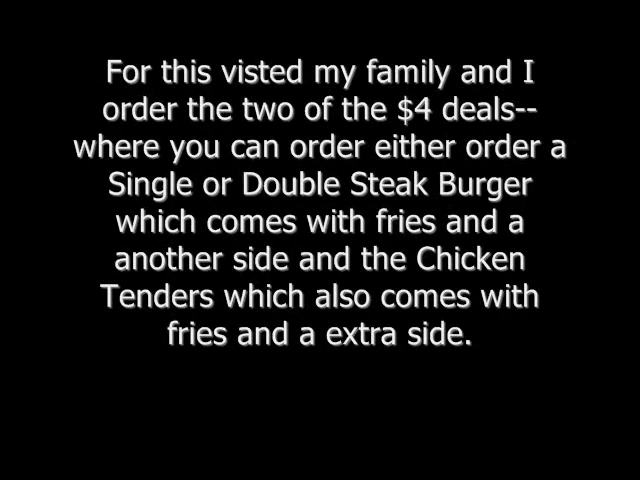 For this visted my family and I
order the two of the $4 deals--
where you can order either order a
Single or Double Steak Burger
which comes with fries and a
another side and the Chicken
Tenders which also comes with
fries and a extra side.